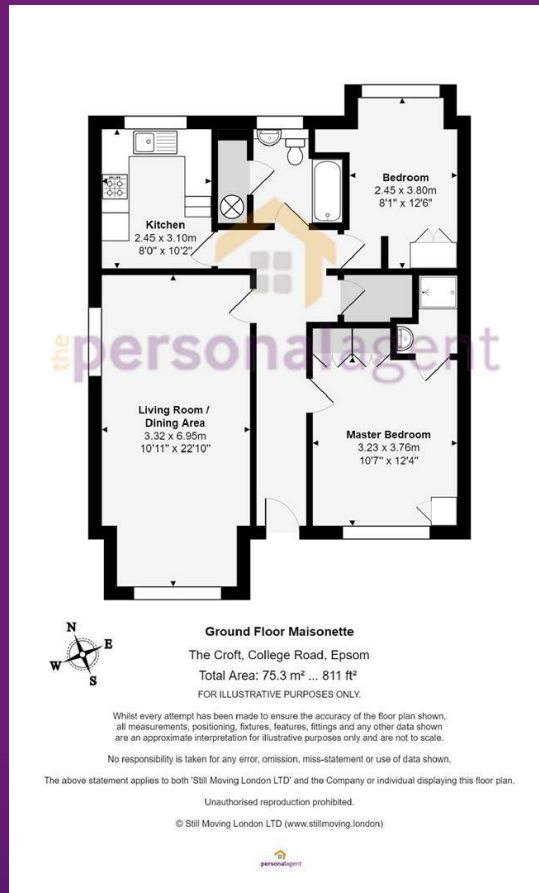 Kitchen
2.45 x 3.10m
8'0" x 10'2"
Bedroom
2.45 x 3.80m
8'1" x 12'6"
the personalagent
Living Room /
Dining Area
3.32 x 6.95m
10'11" x 22'10"
Master Bedroom
3.23 x 3.76m
10'7" x 12'4"
N
E
W
S
Ground Floor Maisonette
The Croft, College Road, Epsom
Total Area: 75.3 m² ... 811 ft²
FOR ILLUSTRATIVE PURPOSES ONLY.
Whilst every attempt has been made to ensure the accuracy of the floor plan shown,
all measurements, positioning, fixtures, features, fittings and any other data shown
are an approximate interpretation for illustrative purposes only and are not to scale.
No responsibility is taken for any error, omission, miss-statement or use of data shown.
The above statement applies to both 'Still Moving London LTD' and the Company or individual displaying this floor plan.
Unauthorised reproduction prohibited.
© Still Moving London LTD (www.stillmoving.london)
personalagent